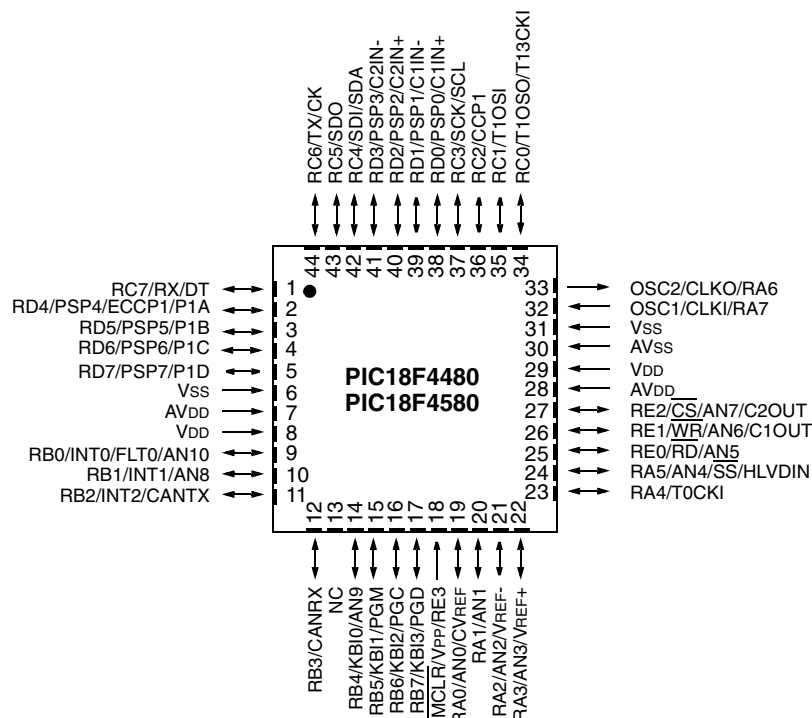 RC6/TX/CK
RC5/SDO
RC4/SDI/SDA
RD3/PSP3/C2IN-
RD2/PSP2/C2IN+
RD1/PSP1/C1IN-
RD0/PSP0/C1IN+
RC3/SCK/SCL
RC2/CCP1
RC1/T1OSI
RC0/T1OSO/T13CKI
44
43
42
41
40
39
38
37
36
35
34
RC7/RX/DT 1
RD4/PSP4/ECCP1/P1A 2
RD5/PSP5/P1B 3
RD6/PSP6/P1C 4
RD7/PSP7/P1D 5
VSS 6
AVDD 7
VDD 8
RB0/INT0/FLT0/AN10 9
RB1/INT1/AN8 10
RB2/INT2/CANTX 11
PIC18F4480
PIC18F4580
33 OSC2/CLKO/RA6
32 OSC1/CLKI/RA7
31 VSS
30 AVSS
29 VDD
28 AVDD
27 RE2/CS/AN7/C2OUT
26 RE1/WR/AN6/C1OUT
25 RE0/RD/AN5
24 RA5/AN4/SS/HLVDIN
23 RA4/T0CKI
12
13
14
15
16
17
18
19
20
21
22
RB3/CANRX
NC
RB4/KBI0/AN9
RB5/KBI1/PGM
RB6/KBI2/PGC
RB7/KBI3/PGD
MCLR/VPP/RE3
RA0/AN0/CVREF
RA1/AN1
RA2/AN2/VREF-
RA3/AN3/VREF+